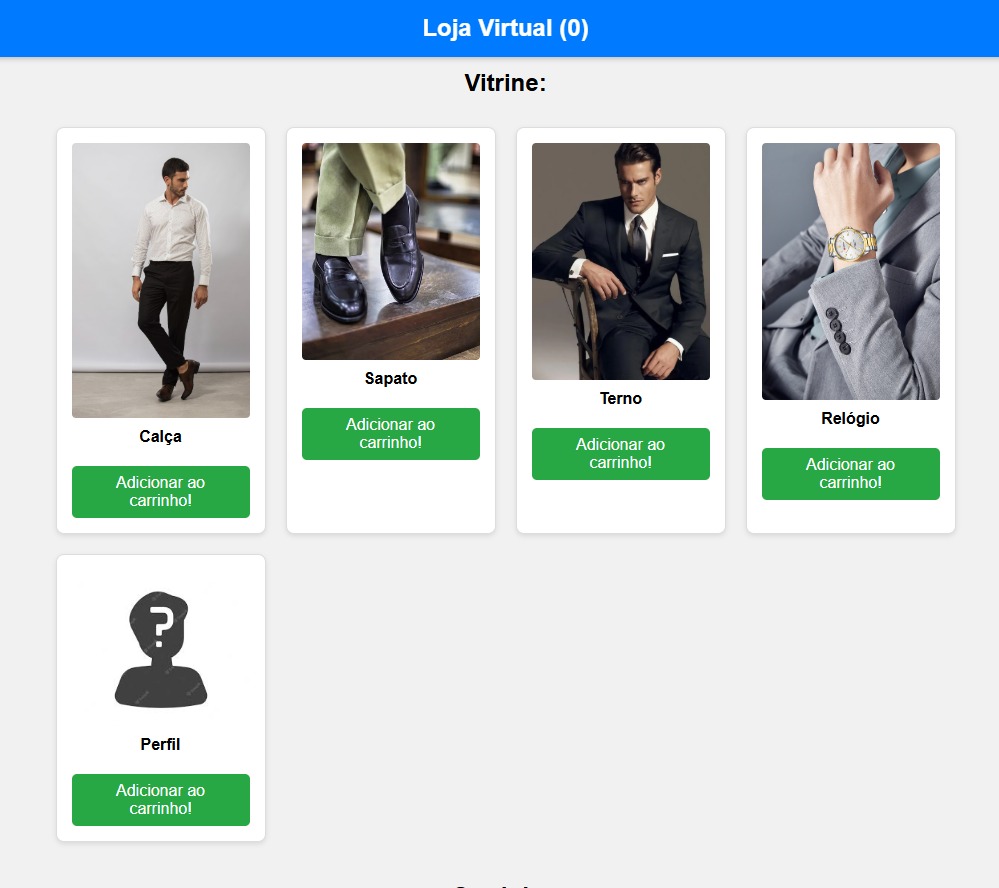 Loja Virtual (0)
Vitrine:
Calça
Adicionar ao
carrinho!
Sapato
Adicionar ao
carrinho!
Terno
Adicionar ao
carrinho!
Relógio
Adicionar ao
carrinho!
?
Perfil
Adicionar ao
carrinho!